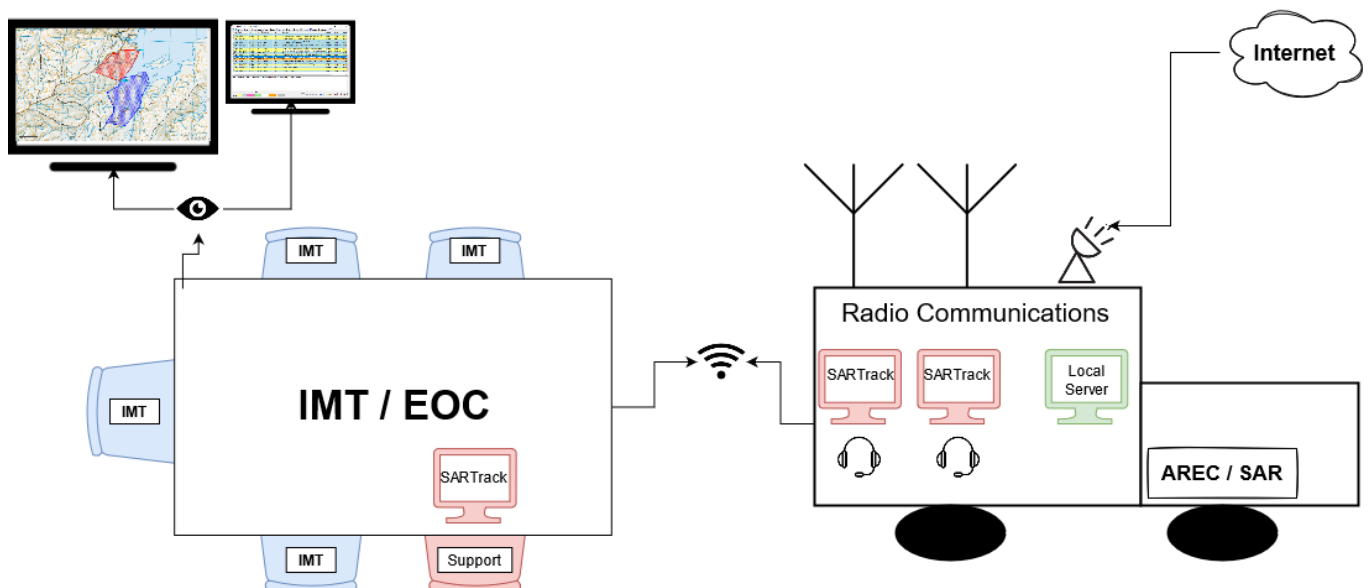 Internet
IMT
IMT
Radio Communications
SARTrack
SARTrack
Local
Server
IMT
IMT / EOC
SARTrack
AREC / SAR
IMT
Support